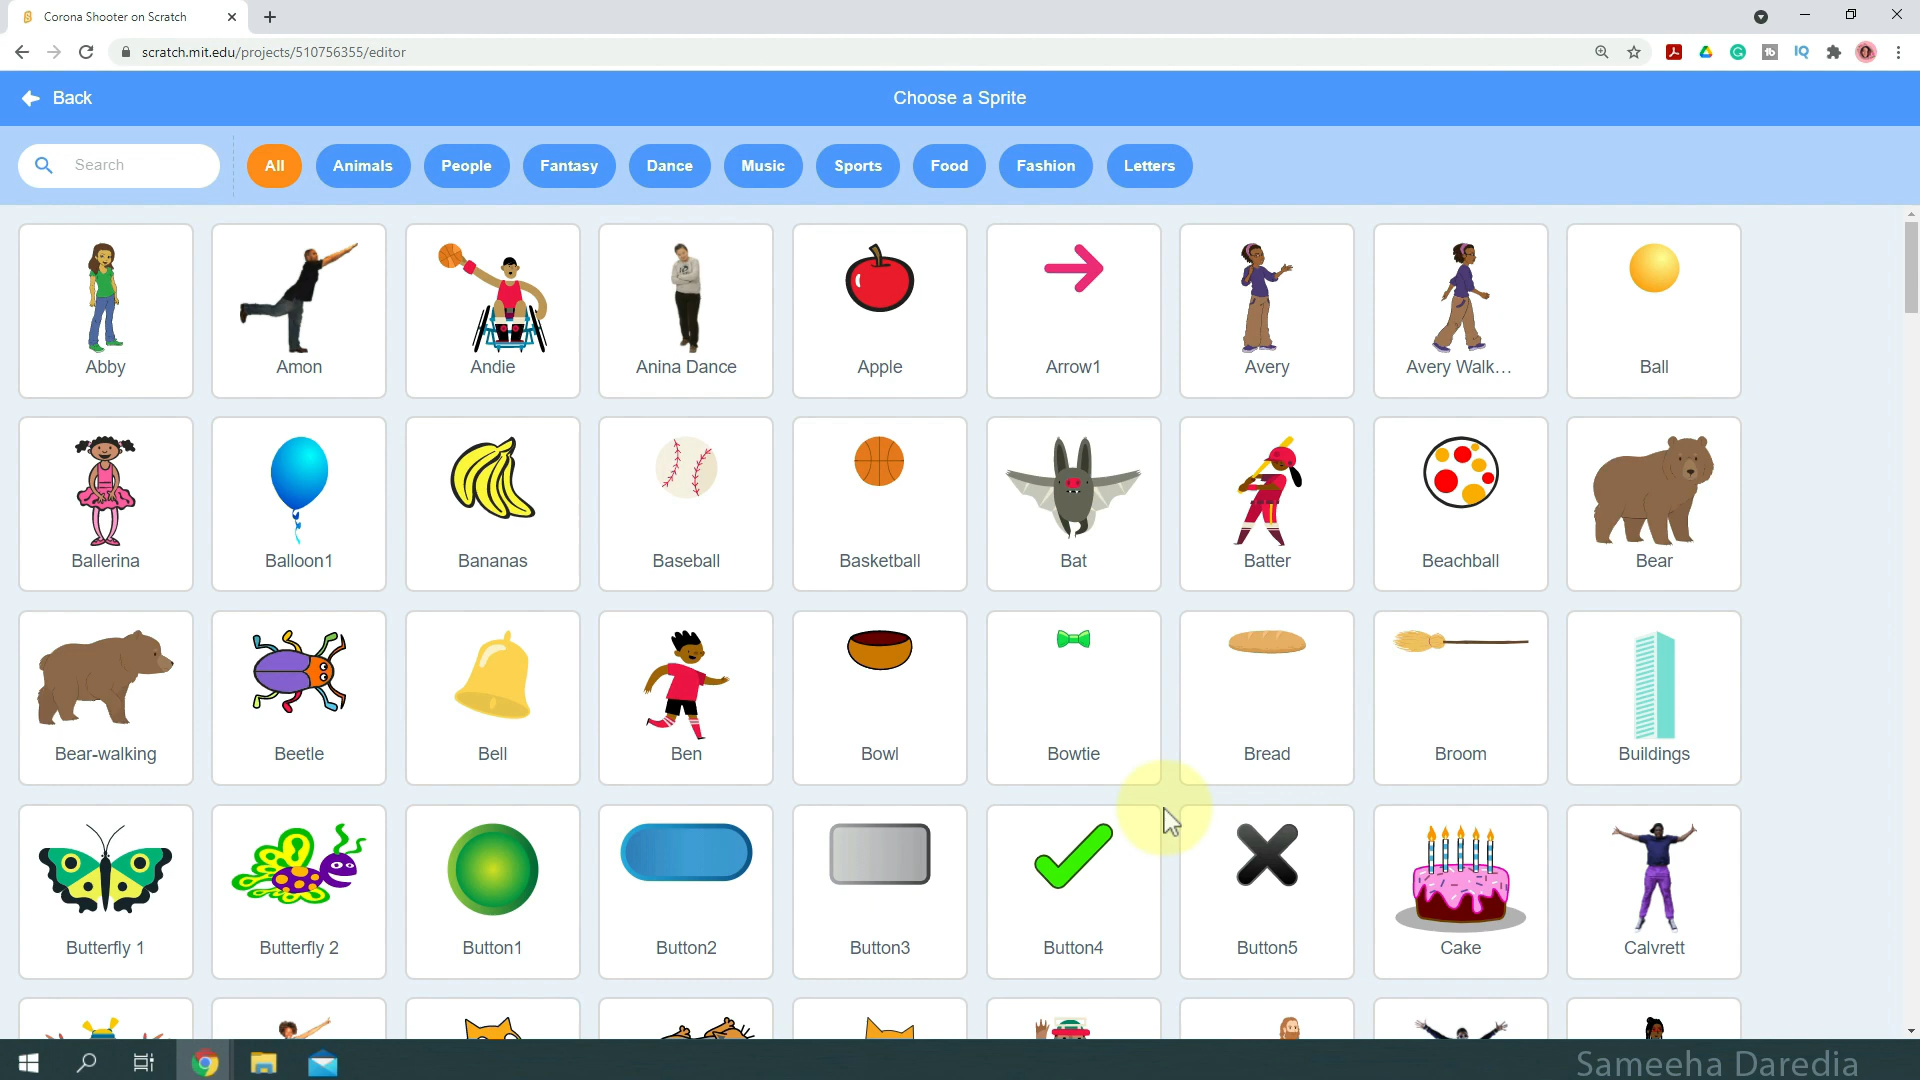 Corona Shooter on Scratch
scratch.mit.edu/projects/510756355/editor
Back
Choose a Sprite
Search
All
Animals
People
Fantasy
Dance
Music
Sports
Food
Fashion
Letters
Abby
Amon
Andie
Anina Dance
Apple
Arrow1
Avery
Avery Walk...
Ball
Ballerina
Balloon1
Bananas
Baseball
Basketball
Bat
Batter
Beachball
Bear
Bear-walking
Beetle
Bell
Ben
Bowl
Bowtie
Bread
Broom
Buildings
Butterfly 1
Butterfly 2
Button1
Button2
Button3
Button4
Button5
Cake
Calvrett
Sameeha Daredia